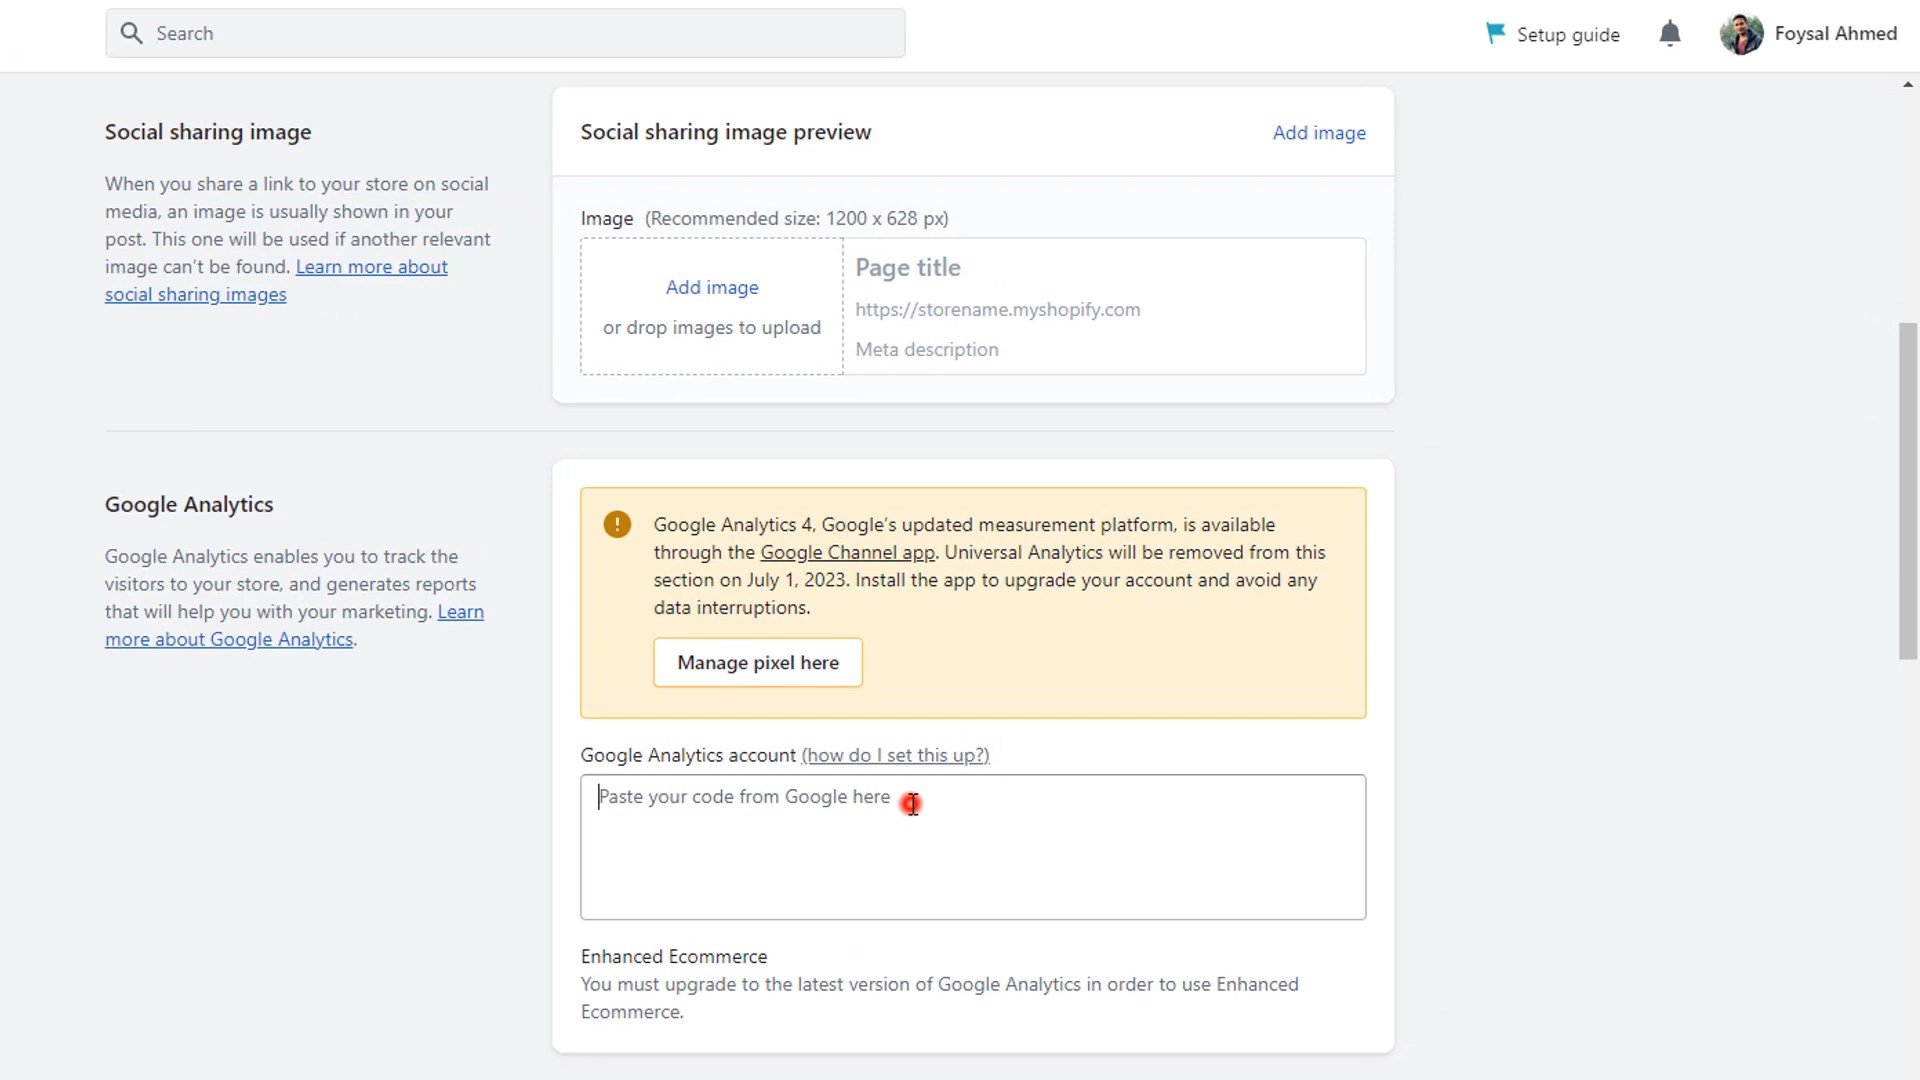 Search
Setup guide
Foysal Ahmed
Social sharing image
When you share a link to your store on social
media, an image is usually shown in your
post. This one will be used if another relevant
image can’t be found. Learn more about
social sharing images
Social sharing image preview
Add image
Image (Recommended size: 1200 x 628 px)
Add image
or drop images to upload
Page title
https://storename.myshopify.com
Meta description
Google Analytics
Google Analytics enables you to track the
visitors to your store, and generates reports
that will help you with your marketing. Learn
more about Google Analytics.
Google Analytics 4, Google’s updated measurement platform, is available
through the Google Channel app. Universal Analytics will be removed from this
section on July 1, 2023. Install the app to upgrade your account and avoid any
data interruptions.
Manage pixel here
Google Analytics account (how do I set this up?)
Paste your code from Google here
Enhanced Ecommerce
You must upgrade to the latest version of Google Analytics in order to use Enhanced
Ecommerce.